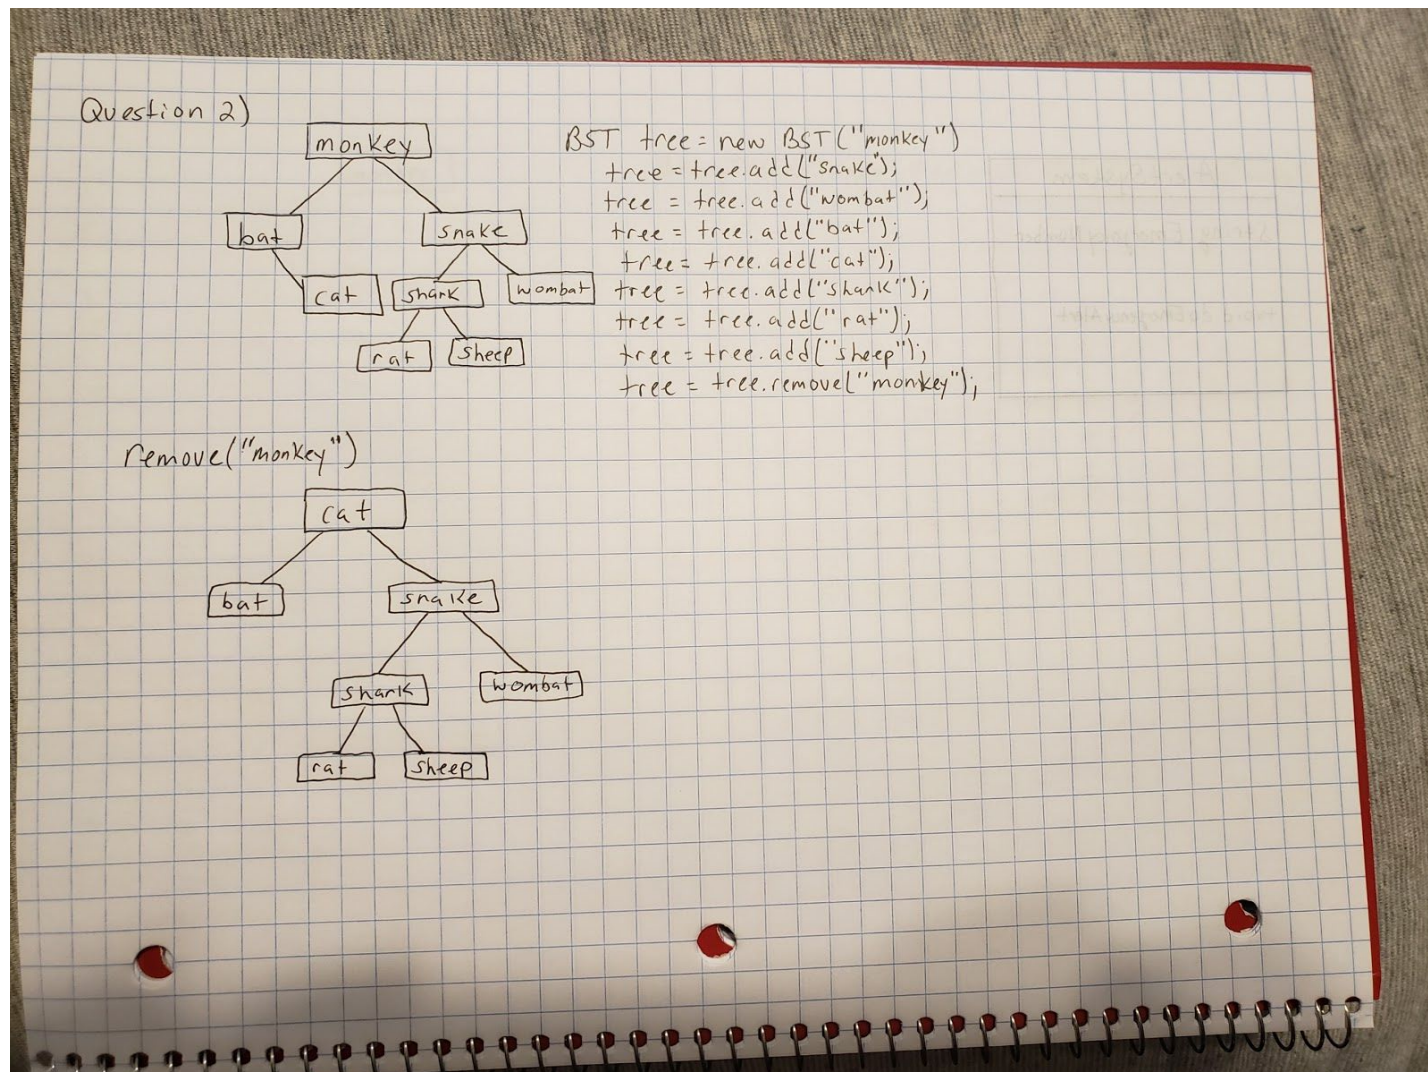 Question 2)
monkey
bat snake
cat shark wombat
rat sheep
BST tree = new BST("monkey")
tree = tree.add("snake");
tree = tree.add("wombat");
tree = tree.add("bat");
tree = tree.add("cat");
tree = tree.add("shark");
tree = tree.add("rat");
tree = tree.add("sheep");
tree = tree.remove("monkey");
remove("monkey")
cat
bat snake
shark wombat
rat sheep